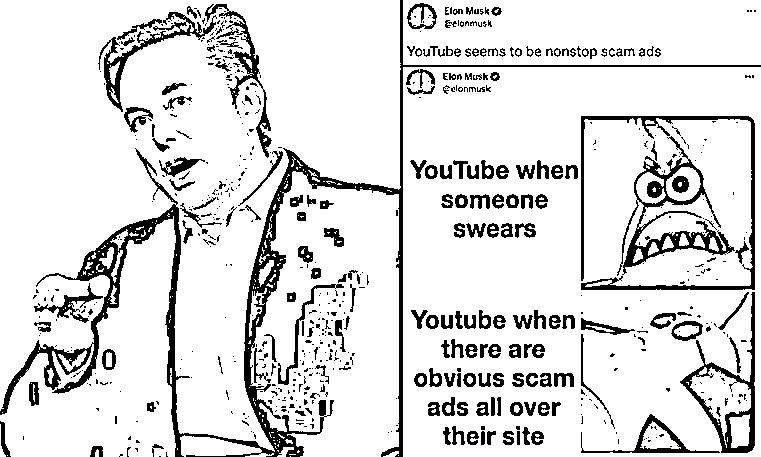 Elon Musk
@elonmusk
YouTube seems to be nonstop scam ads
Elon Musk
@elonmusk
YouTube when
someone
swears
Youtube when
there are
obvious scam
ads all over
their site